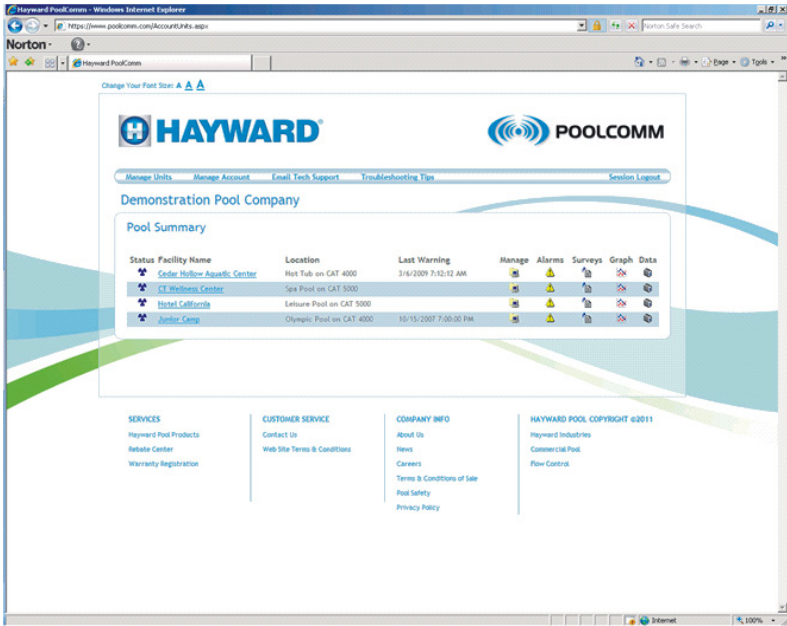 Hayward PoolComm - Windows Internet Explorer
https://www.poolcomm.com/AccountUnits.aspx
Norton Safe Search
Norton
Hayward PoolComm
Page
Tools
Change Your Font Size: A A A
HAYWARD
POOLCOMM
Manage Units Manage Account Email Tech Support Troubleshooting Tips Session Logout
Demonstration Pool Company
Pool Summary
Status Facility Name Location Last Warning Manage Alarms Surveys Graph Data
Cedar Hollow Aquatic Center Hot Tub on CAT 4000 3/6/2009 7:12:12 AM
CT Wellness Center Spa Pool on CAT 5000
Hotel California Leisure Pool on CAT 5000
Junior Camp Olympic Pool on CAT 4000 10/15/2007 7:00:00 PM
SERVICES CUSTOMER SERVICE COMPANY INFO HAYWARD POOL COPYRIGHT ©2011
Hayward Pool Products Contact Us About Us Hayward Industries
Rebate Center Web Site Terms & Conditions News Commercial Pool
Warranty Registration Careers Flow Control
Terms & Conditions of Sale
Pool Safety
Privacy Policy
Internet 100%